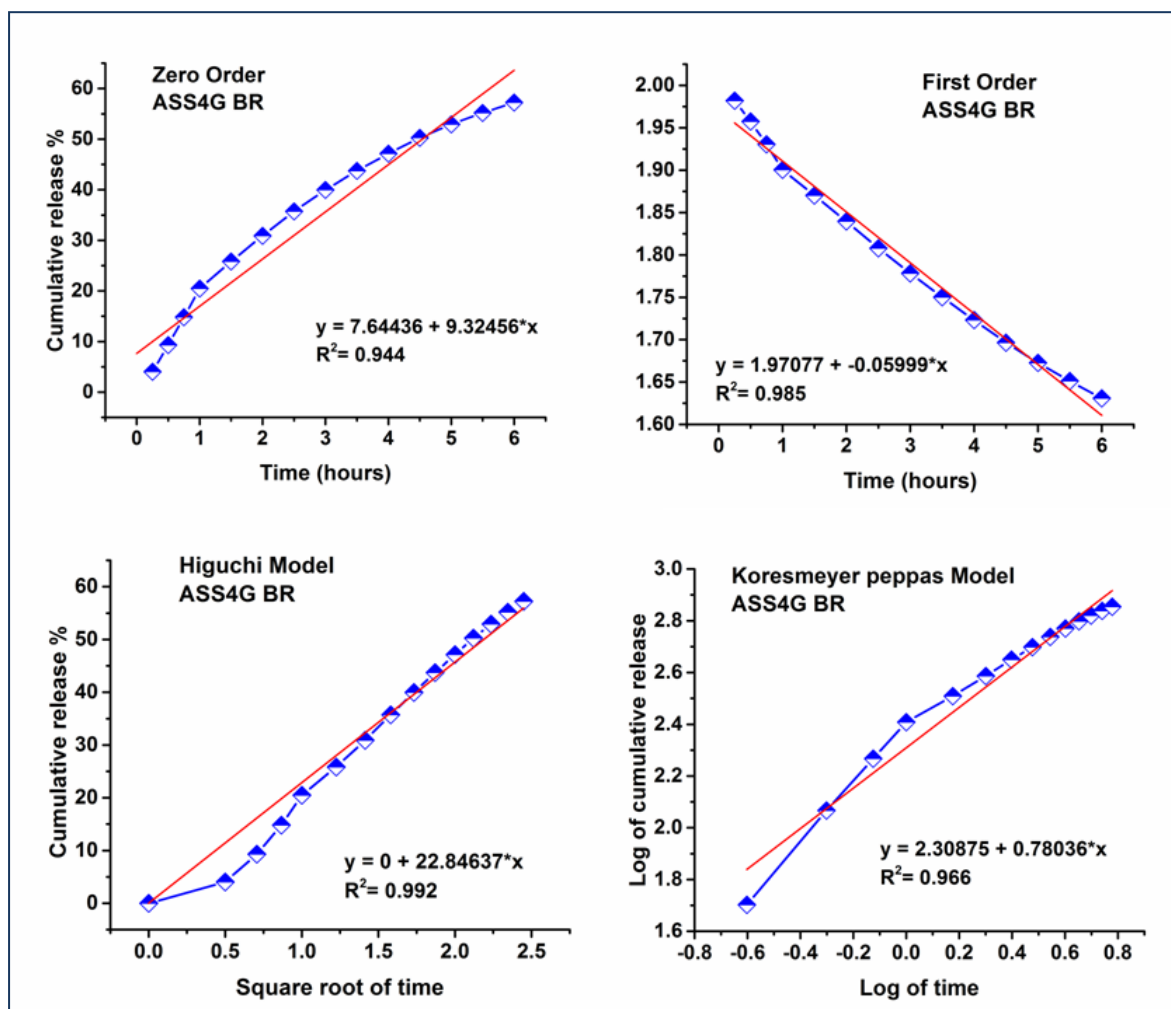 Zero Order
ASS4G BR
Cumulative release %
60
50
40
30
20
10
0
y = 7.64436 + 9.32456*x
R²= 0.944
0 1 2 3 4 5 6
Time (hours)
First Order
ASS4G BR
2.00
1.95
1.90
1.85
1.80
1.75
1.70
1.65
1.60
y = 1.97077 + -0.05999*x
R²= 0.985
0 1 2 3 4 5 6
Time (hours)
Higuchi Model
ASS4G BR
Cumulative release %
60
50
40
30
20
10
0
y = 0 + 22.84637*x
R²= 0.992
0.0 0.5 1.0 1.5 2.0 2.5
Square root of time
Koresmeyer peppas Model
ASS4G BR
Log of cumulative release
3.0
2.8
2.6
2.4
2.2
2.0
1.8
1.6
y = 2.30875 + 0.78036*x
R²= 0.966
-0.8 -0.6 -0.4 -0.2 0.0 0.2 0.4 0.6 0.8
Log of time